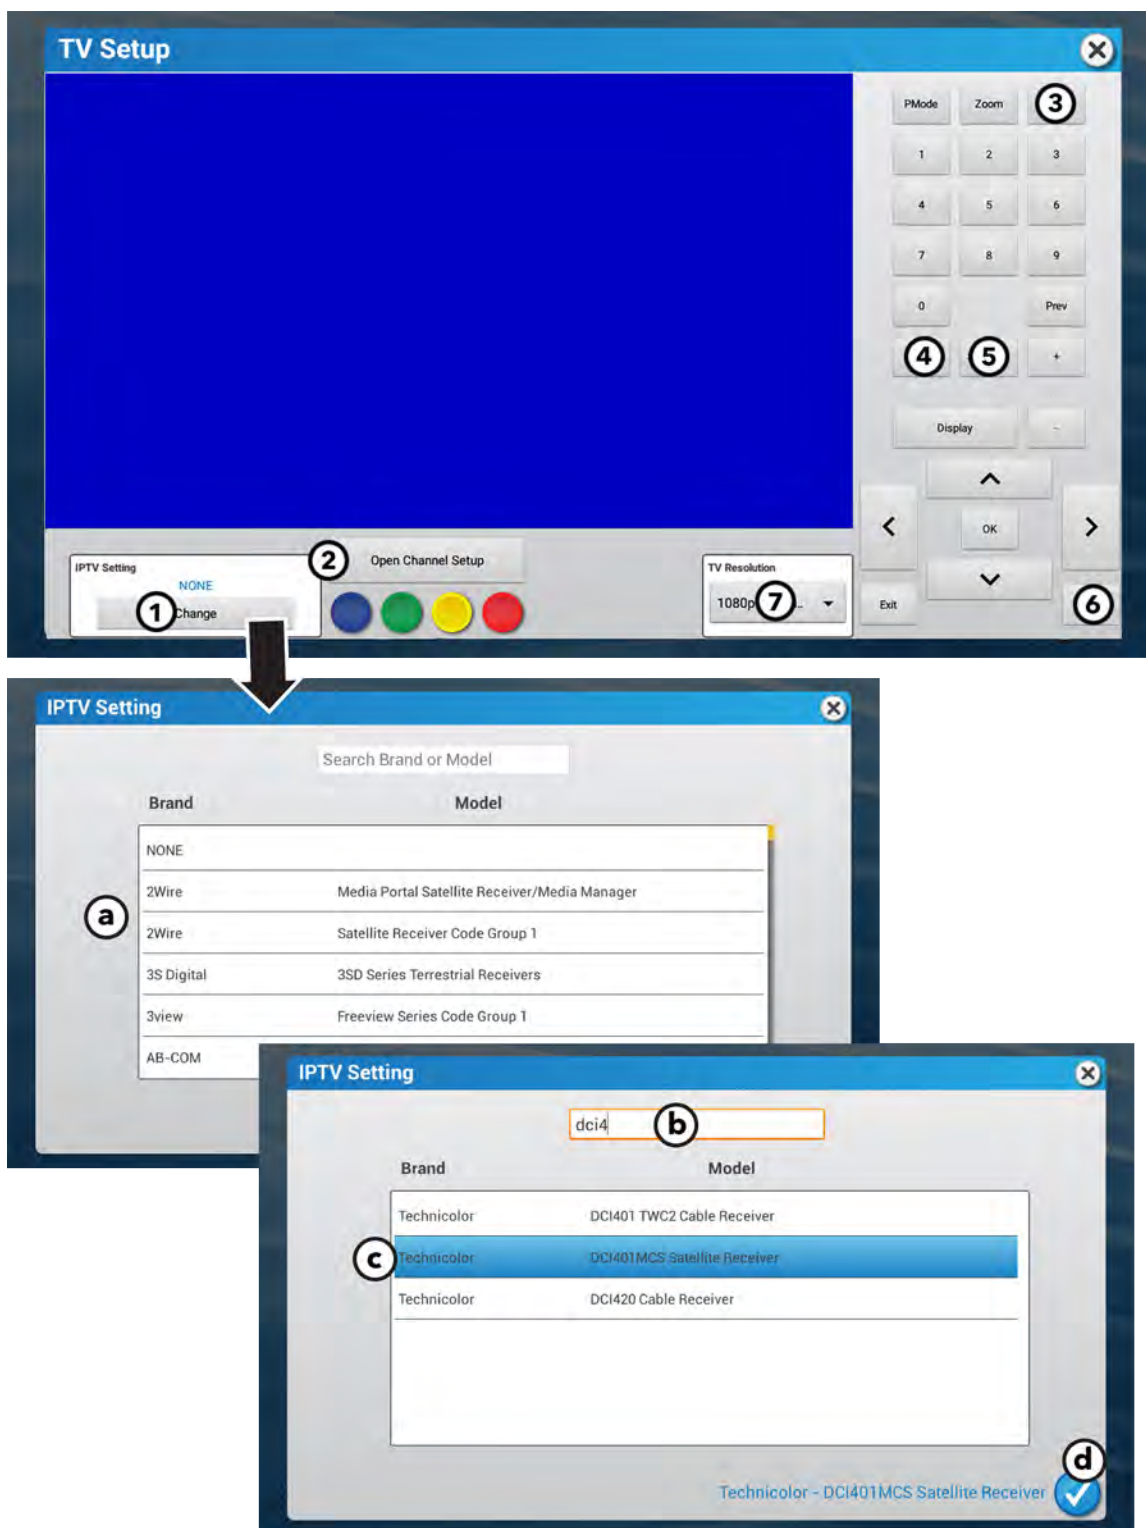 TV Setup
PMode Zoom 3
1 2 3
4 5 6
7 8 9
0 Prev
4 5 +
Display -
OK
2 Open Channel Setup
IPTV Setting
NONE
1 Change
TV Resolution
1080p 7 ..
Exit 6
IPTV Setting
Search Brand or Model
Brand Model
NONE
2Wire Media Portal Satellite Receiver/Media Manager
a
2Wire Satellite Receiver Code Group 1
3S Digital 3SD Series Terrestrial Receivers
3view Freeview Series Code Group 1
AB-COM
IPTV Setting
dci4 b
Brand Model
Technicolor DCI401 TWC2 Cable Receiver
c Technicolor DCI401MCS Satellite Receiver
Technicolor DCI420 Cable Receiver
d
Technicolor - DCI401MCS Satellite Receiver